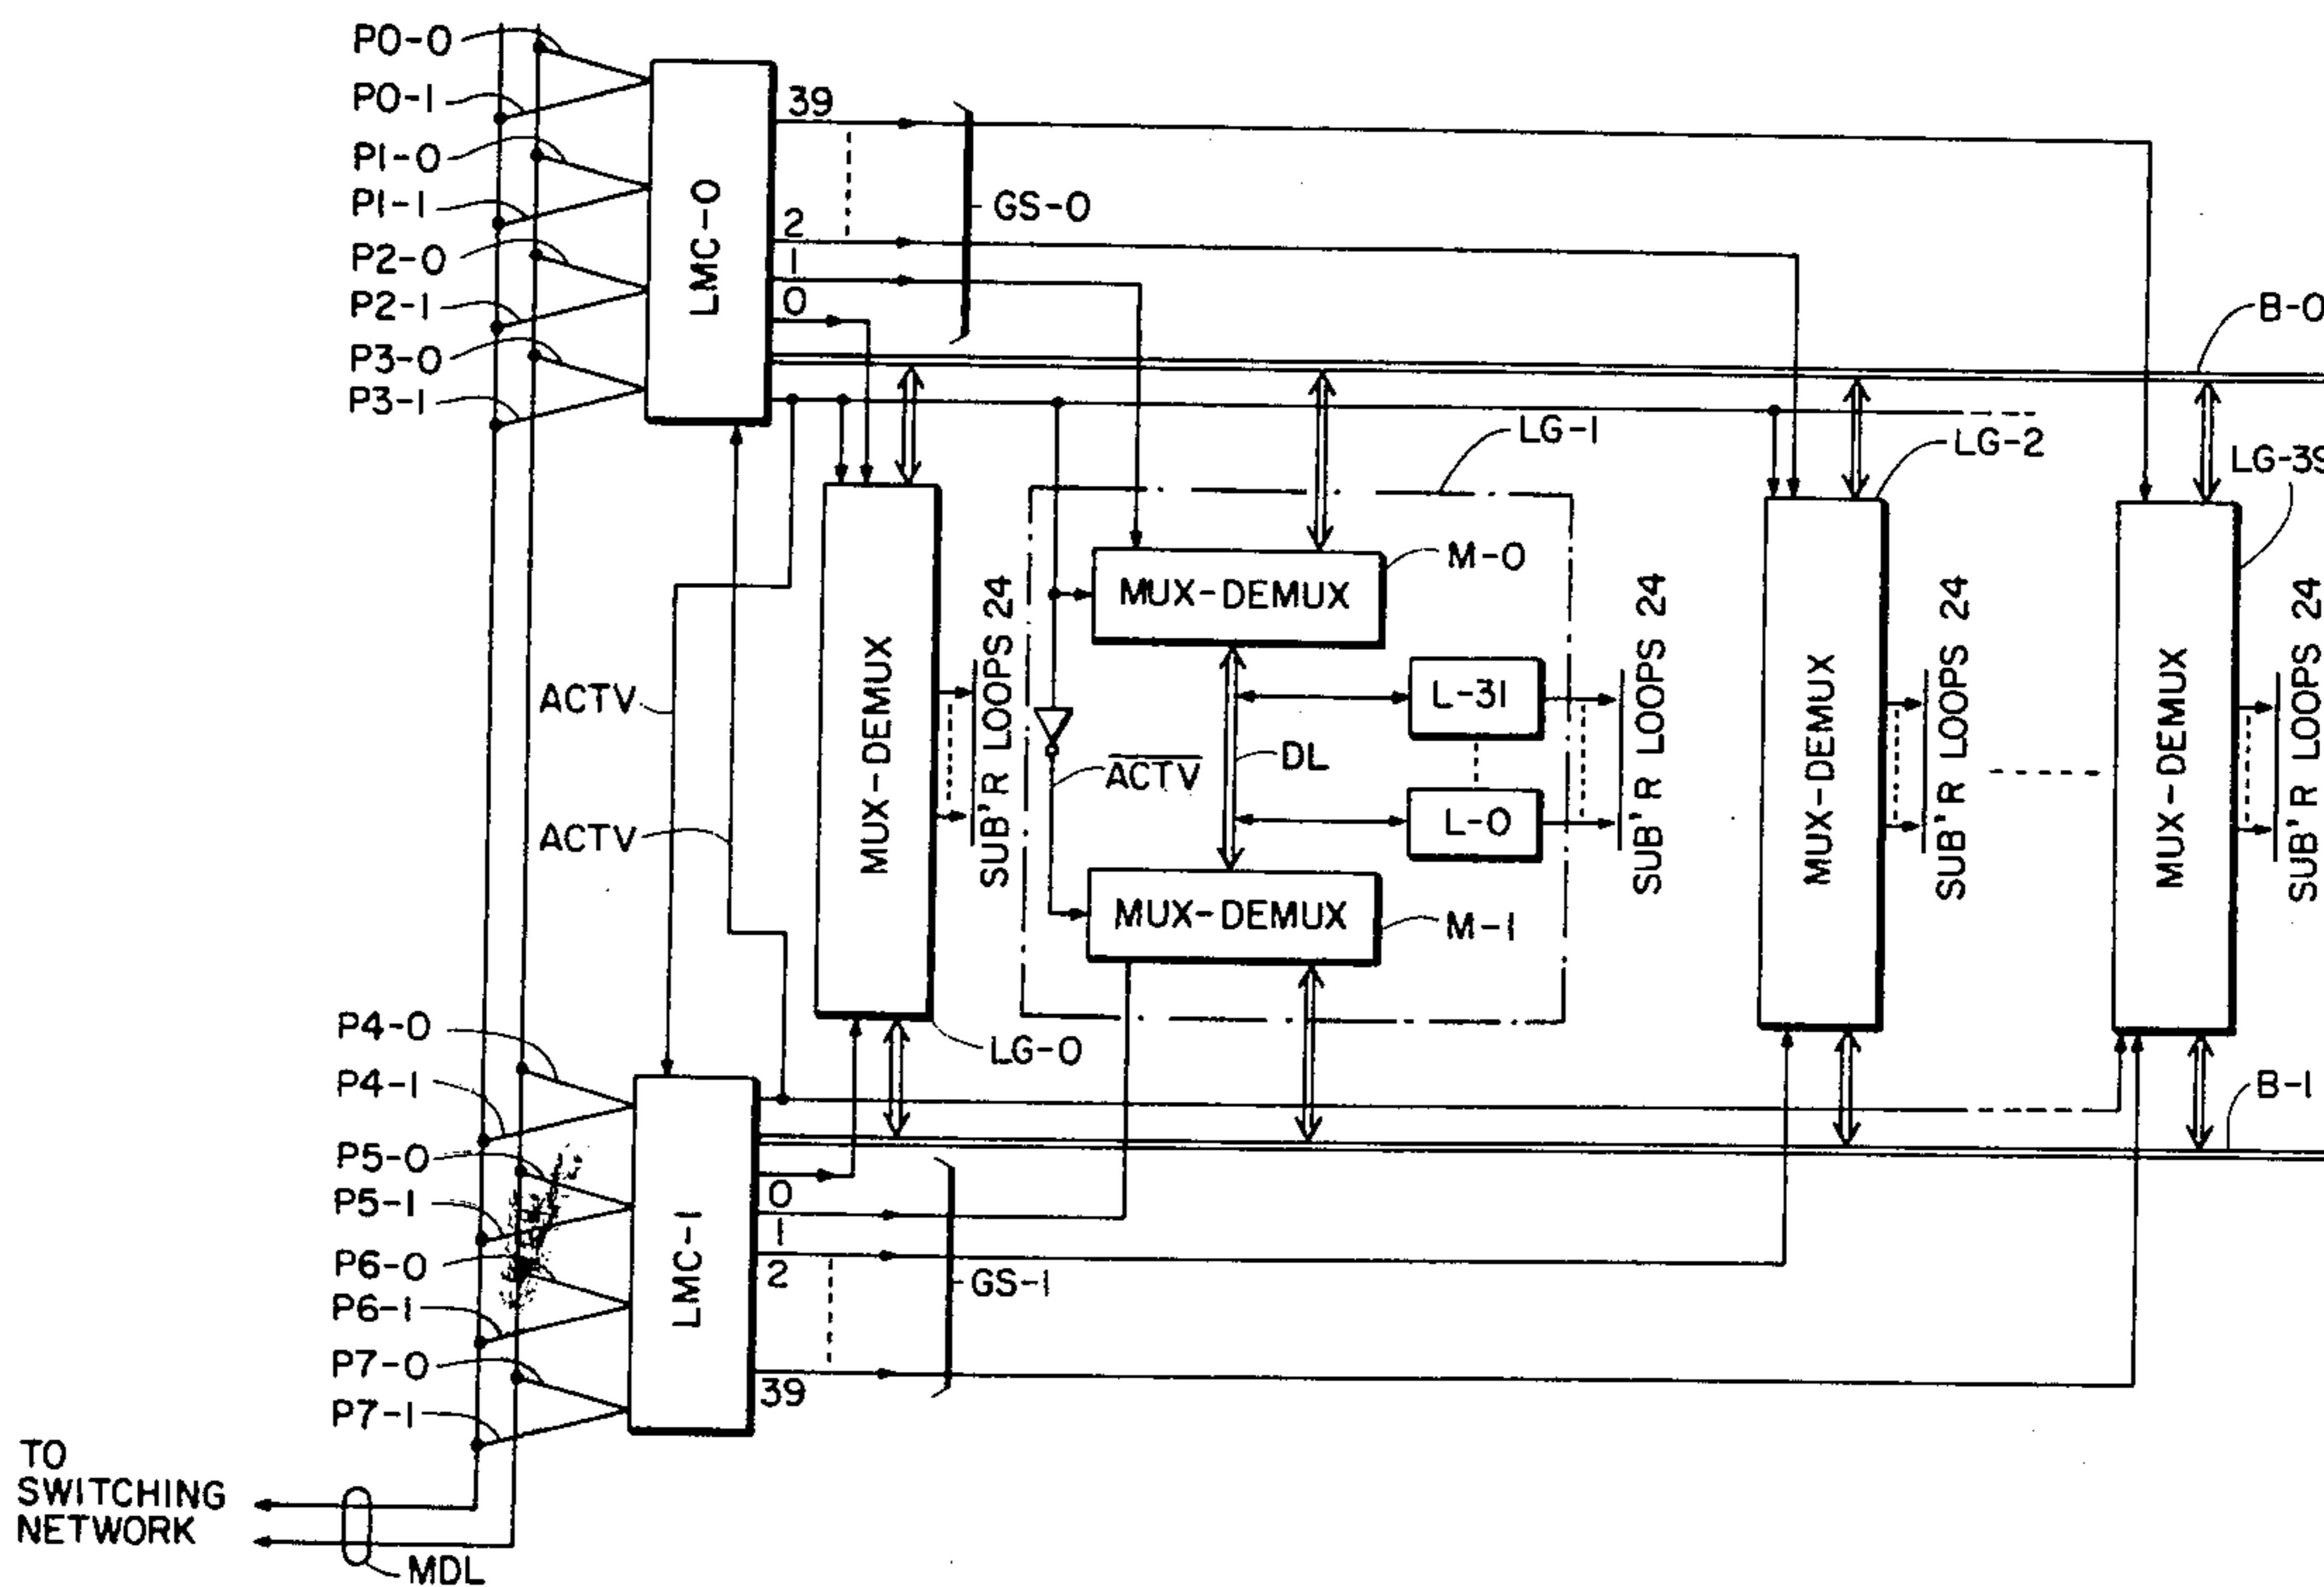 P0-0
P0-1
P1-0
P1-1
P2-0
P2-1
P3-0
P3-1
LMC-0
39
2
1
0
GS-0
B-0
LG-1
LG-2
LG-39
M-0
MUX-DEMUX
MUX-DEMUX
SUB'R LOOPS 24
L-31
DL
L-0
ACTV
ACTV
ACTV
MUX-DEMUX
M-1
SUB'R LOOPS 24
MUX-DEMUX
SUB'R LOOPS 24
MUX-DEMUX
SUB'R LOOPS 24
LG-0
P4-0
P4-1
P5-0
P5-1
P6-0
P6-1
P7-0
P7-1
LMC-1
B-1
0
1
2
39
GS-1
TO
SWITCHING
NETWORK
MDL